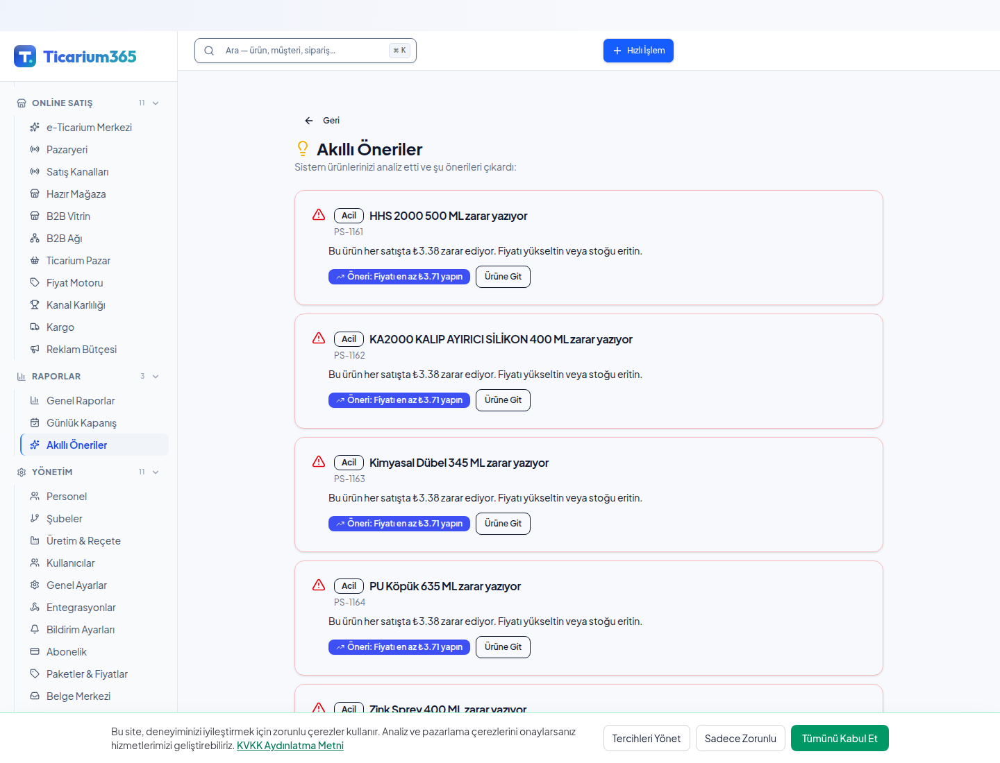 Ticarium365
Ara — ürün, müşteri, sipariş...
⌘ K
Hızlı İşlem
ONLİNE SATIŞ 11
e-Ticarium Merkezi
Pazaryeri
Satış Kanalları
Hazır Mağaza
B2B Vitrin
B2B Ağı
Ticarium Pazar
Fiyat Motoru
Kanal Karlılığı
Kargo
Reklam Bütçesi
RAPORLAR 3
Genel Raporlar
Günlük Kapanış
Akıllı Öneriler
YÖNETİM 11
Personel
Şubeler
Üretim & Reçete
Kullanıcılar
Genel Ayarlar
Entegrasyonlar
Bildirim Ayarları
Abonelik
Paketler & Fiyatlar
Belge Merkezi
Geri
Akıllı Öneriler
Sistem ürünlerinizi analiz etti ve şu önerileri çıkardı:
Acil HHS 2000 500 ML zarar yazıyor
PS-1161
Bu ürün her satışta ₺3.38 zarar ediyor. Fiyatı yükseltin veya stoğu eritin.
Öneri: Fiyatı en az ₺3.71 yapın Ürüne Git
Acil KA2000 KALIP AYIRICI SİLİKON 400 ML zarar yazıyor
PS-1162
Bu ürün her satışta ₺3.38 zarar ediyor. Fiyatı yükseltin veya stoğu eritin.
Öneri: Fiyatı en az ₺3.71 yapın Ürüne Git
Acil Kimyasal Dübel 345 ML zarar yazıyor
PS-1163
Bu ürün her satışta ₺3.38 zarar ediyor. Fiyatı yükseltin veya stoğu eritin.
Öneri: Fiyatı en az ₺3.71 yapın Ürüne Git
Acil PU Köpük 635 ML zarar yazıyor
PS-1164
Bu ürün her satışta ₺3.38 zarar ediyor. Fiyatı yükseltin veya stoğu eritin.
Öneri: Fiyatı en az ₺3.71 yapın Ürüne Git
Acil Zink Sprey 400 ML zarar yazıyor
Bu site, deneyiminizi iyileştirmek için zorunlu çerezler kullanır. Analiz ve pazarlama çerezlerini onaylarsanız
hizmetlerimizi geliştirebiliriz. KVKK Aydınlatma Metni
Tercihleri Yönet
Sadece Zorunlu
Tümünü Kabul Et